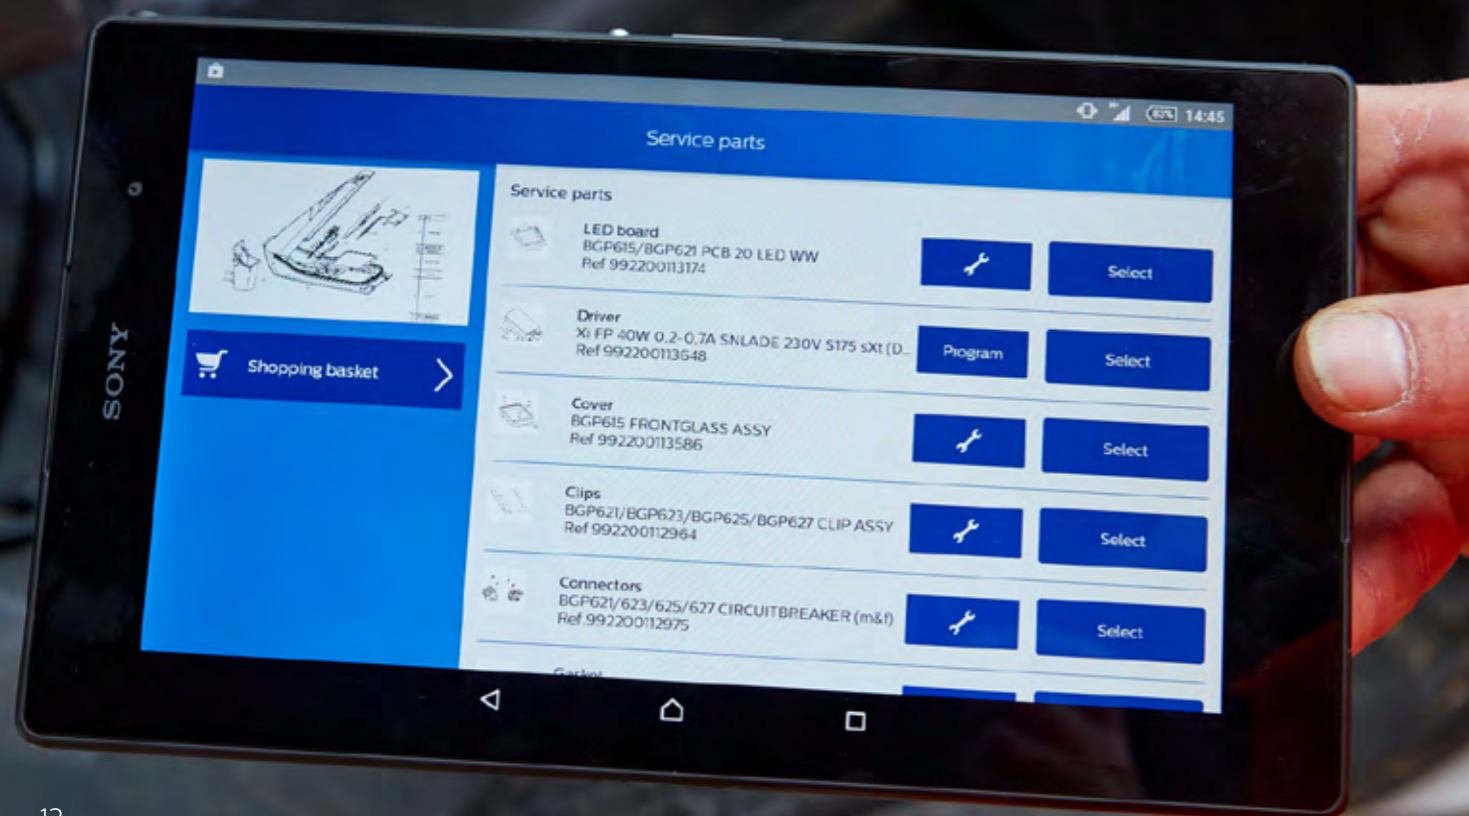 SONY
83% 14:45
Service parts
Shopping basket
Service parts
LED board
BGP615/BGP621 PCB 20 LED WW
Ref 992200113174
Select
Driver
Xi FP 40W 0.2-0.7A SNLADE 230V S175 sXt (D...
Ref 992200113648
Program
Select
Cover
BGP615 FRONTGLASS ASSY
Ref 992200113586
Select
Clips
BGP621/BGP623/BGP625/BGP627 CLIP ASSY
Ref 992200112964
Select
Connectors
BGP621/623/625/627 CIRCUITBREAKER (m&f)
Ref.992200112975
Select
Gasket
12